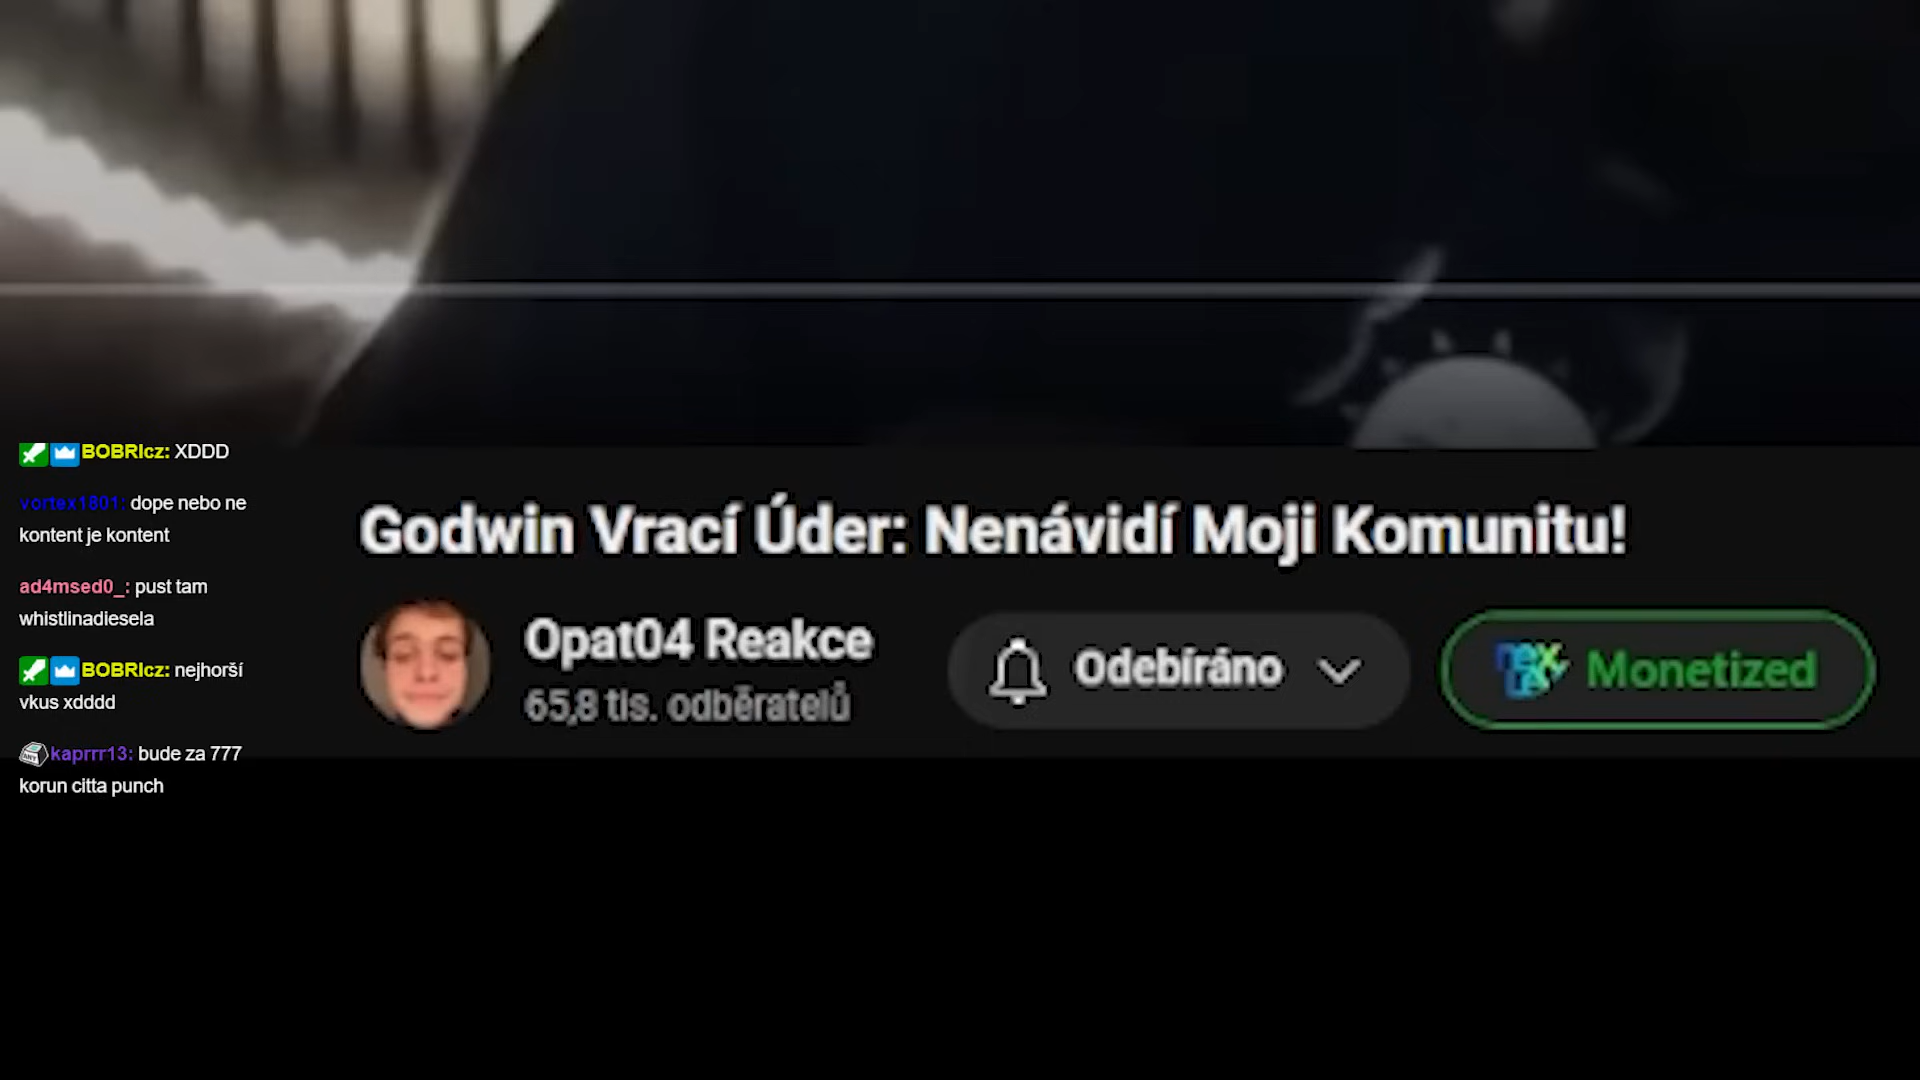 BOBRIcz: XDDD
vortex1801: dope nebo ne
kontent je kontent
ad4msed0_: pust tam
whistlinadiesela
BOBRIcz: nejhorší
vkus xdddd
kaprrr13: bude za 777
korun citta punch
Godwin Vrací Úder: Nenávidí Moji Komunitu!
Opat04 Reakce
65,8 tis. odběratelů
Odebíráno
Monetized